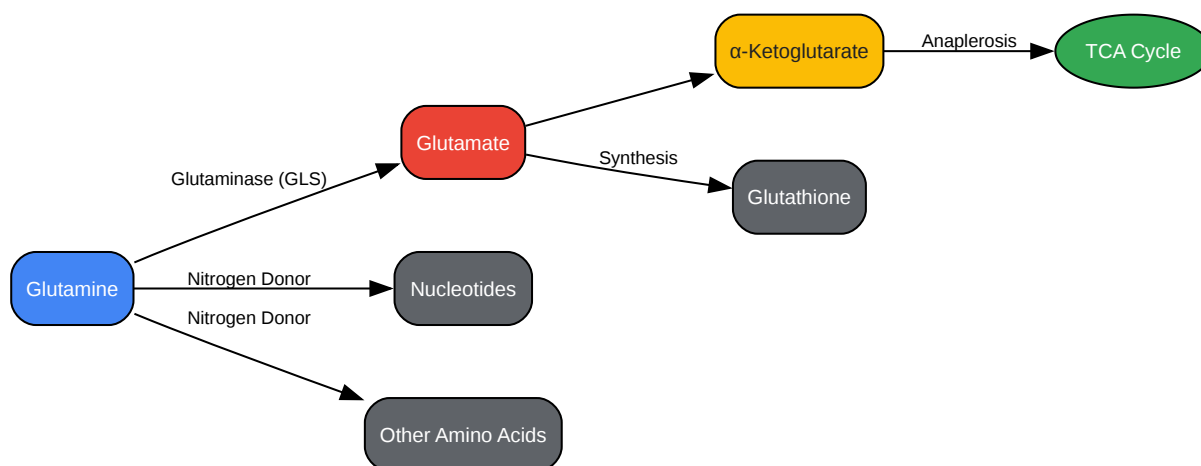 α-Ketoglutarate
Anaplerosis
TCA Cycle
Glutamate
Synthesis
Glutaminase (GLS)
Glutathione
Glutamine
Nitrogen Donor
Nucleotides
Nitrogen Donor
Other Amino Acids